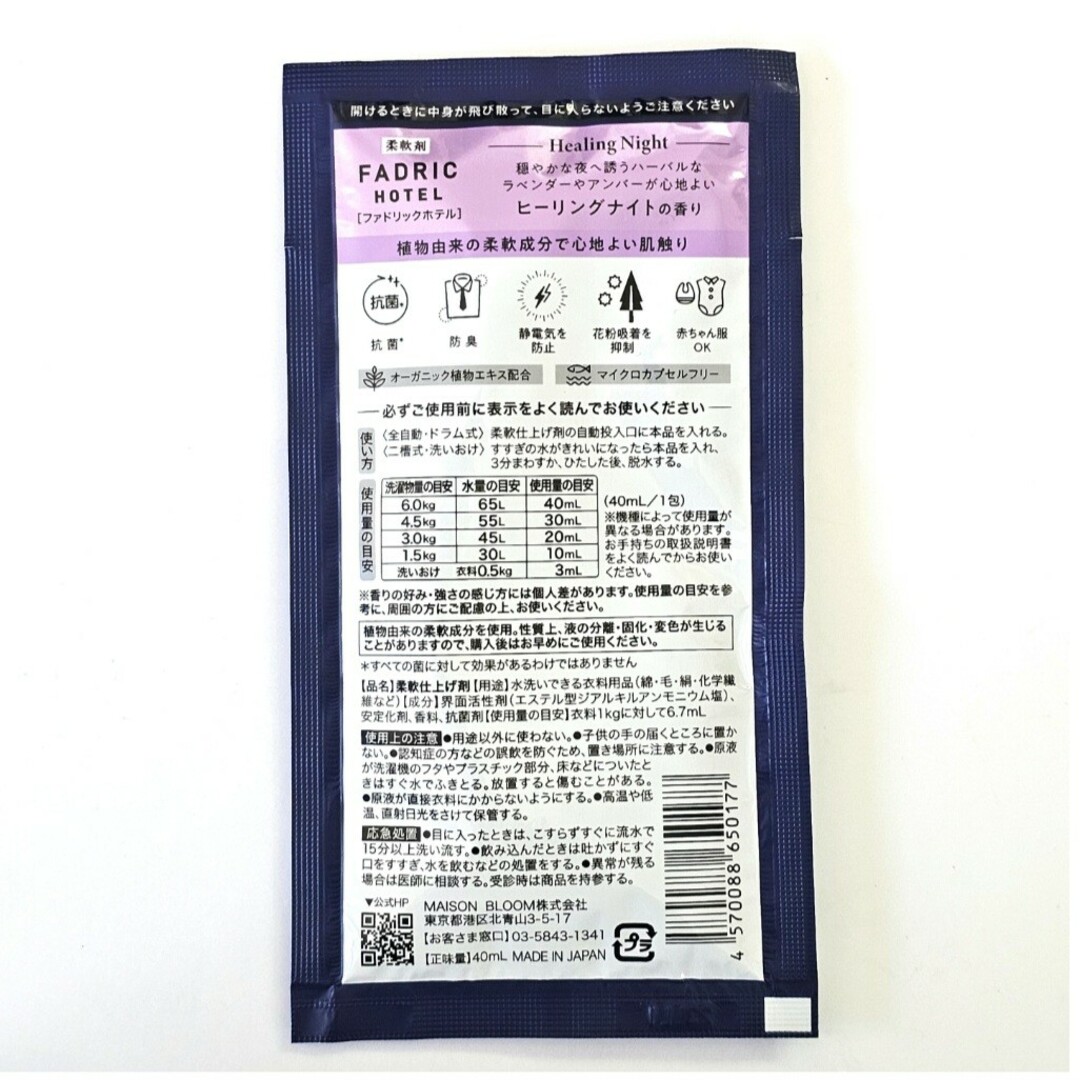 開けるときに中身が飛び散って、目に入らないようご注意ください
柔軟剤
FADRIC
HOTEL
[ファドリックホテル]
Healing Night
穏やかな夜へ誘うハーバルな
ラベンダーやアンバーが心地よい
ヒーリングナイトの香り
植物由来の柔軟成分で心地よい肌触り
抗菌*
抗菌*
防臭
静電気を
防止
花粉吸着を
抑制
赤ちゃん服
OK
オーガニック植物エキス配合
マイクロカプセルフリー
必ずご使用前に表示をよく読んでお使いください
使い方
〈全自動・ドラム式〉 柔軟仕上げ剤の自動投入口に本品を入れる。
〈二槽式・洗いおけ〉 すすぎの水がきれいになったら本品を入れ、
3分まわすか、ひたした後、脱水する。
使用量の目安
洗濯物量の目安 水量の目安 使用量の目安
6.0kg 65L 40mL
4.5kg 55L 30mL
3.0kg 45L 20mL
1.5kg 30L 10mL
洗いおけ 衣料0.5kg 3mL
(40mL/1包)
※機種によって使用量が
異なる場合があります。
お手持ちの取扱説明書
をよく読んでからお使い
ください。
※香りの好み・強さの感じ方には個人差があります。使用量の目安を参
考に、周囲の方にご配慮の上、お使いください。
植物由来の柔軟成分を使用。性質上、液の分離・固化・変色が生じる
ことがありますので、購入後はお早めにご使用ください。
*すべての菌に対して効果があるわけではありません
【品名】柔軟仕上げ剤【用途】水洗いできる衣料用品(綿・毛・絹・化学繊
維など)【成分】界面活性剤(エステル型ジアルキルアンモニウム塩)、
安定化剤、香料、抗菌剤【使用量の目安】衣料1kgに対して6.7mL
使用上の注意 ●用途以外に使わない。●子供の手の届くところに置か
ない。●認知症の方などの誤飲を防ぐため、置き場所に注意する。●原液
が洗濯機のフタやプラスチック部分、床などについたと
きはすぐ水でふきとる。放置すると傷むことがある。
●原液が直接衣料にかからないようにする。●高温や低
温、直射日光をさけて保管する。
応急処置 ●目に入ったときは、こすらずすぐに流水で
15分以上洗い流す。●飲み込んだときは吐かずにすぐ
口をすすぎ、水を飲むなどの処置をする。●異常が残る
場合は医師に相談する。受診時は商品を持参する。
▼公式HP
MAISON BLOOM株式会社
東京都港区北青山3-5-17
【お客さま窓口】03-5843-1341
【正味量】40mL MADE IN JAPAN
プラ
4 570088 650177